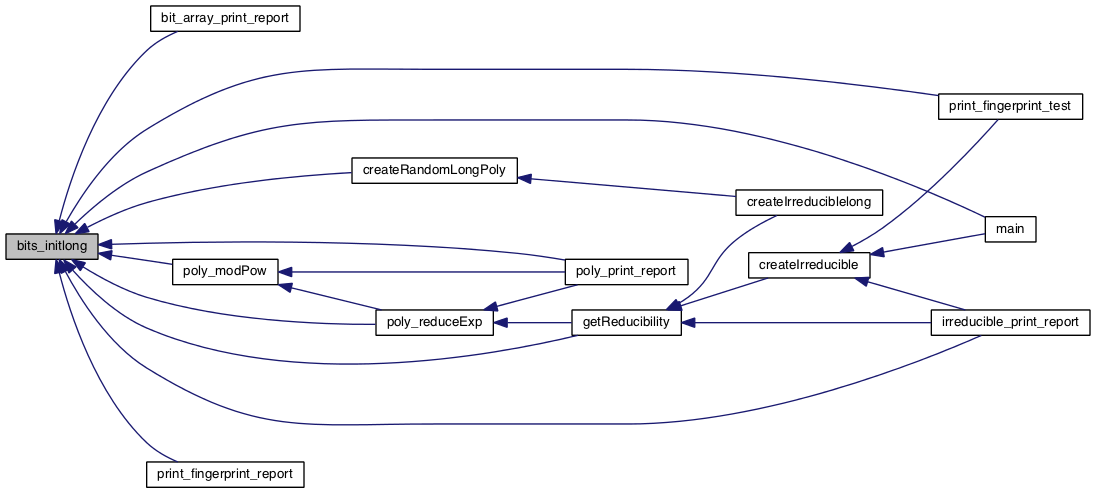 bit_array_print_report
print_fingerprint_test
createRandomLongPoly
createIrreduciblelong
main
bits_initlong
poly_modPow
poly_print_report
createIrreducible
poly_reduceExp
getReducibility
irreducible_print_report
print_fingerprint_report